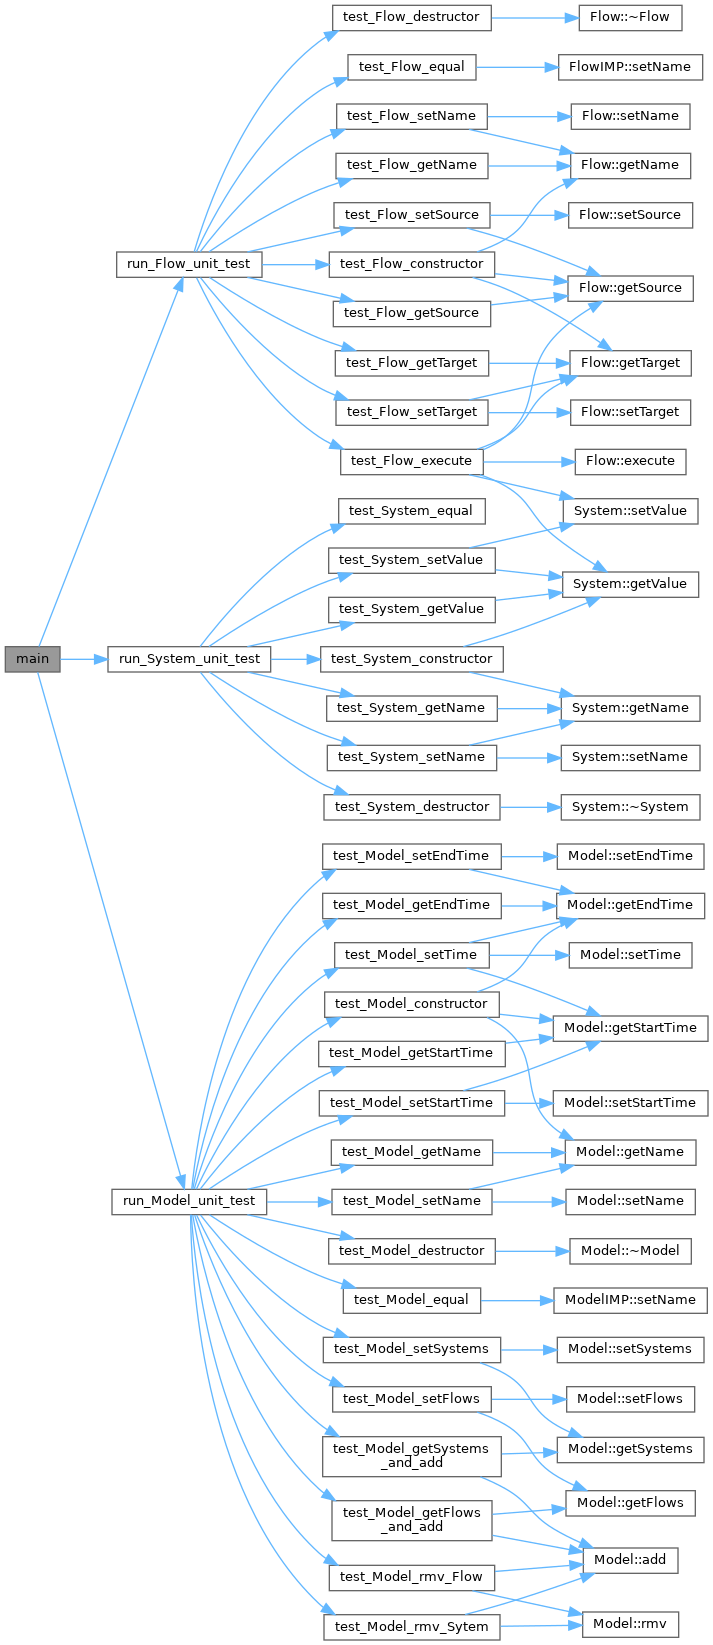 test_Flow_destructor
Flow::~Flow
test_Flow_equal
FlowIMP::setName
test_Flow_setName
Flow::setName
test_Flow_getName
Flow::getName
test_Flow_setSource
Flow::setSource
run_Flow_unit_test
test_Flow_constructor
Flow::getSource
test_Flow_getSource
test_Flow_getTarget
Flow::getTarget
test_Flow_setTarget
Flow::setTarget
test_Flow_execute
Flow::execute
test_System_equal
System::setValue
test_System_setValue
System::getValue
test_System_getValue
main
run_System_unit_test
test_System_constructor
test_System_getName
System::getName
test_System_setName
System::setName
test_System_destructor
System::~System
test_Model_setEndTime
Model::setEndTime
test_Model_getEndTime
Model::getEndTime
test_Model_setTime
Model::setTime
test_Model_constructor
Model::getStartTime
test_Model_getStartTime
test_Model_setStartTime
Model::setStartTime
test_Model_getName
Model::getName
run_Model_unit_test
test_Model_setName
Model::setName
test_Model_destructor
Model::~Model
test_Model_equal
ModelIMP::setName
test_Model_setSystems
Model::setSystems
test_Model_setFlows
Model::setFlows
test_Model_getSystems
_and_add
Model::getSystems
test_Model_getFlows
_and_add
Model::getFlows
Model::add
test_Model_rmv_Flow
test_Model_rmv_Sytem
Model::rmv